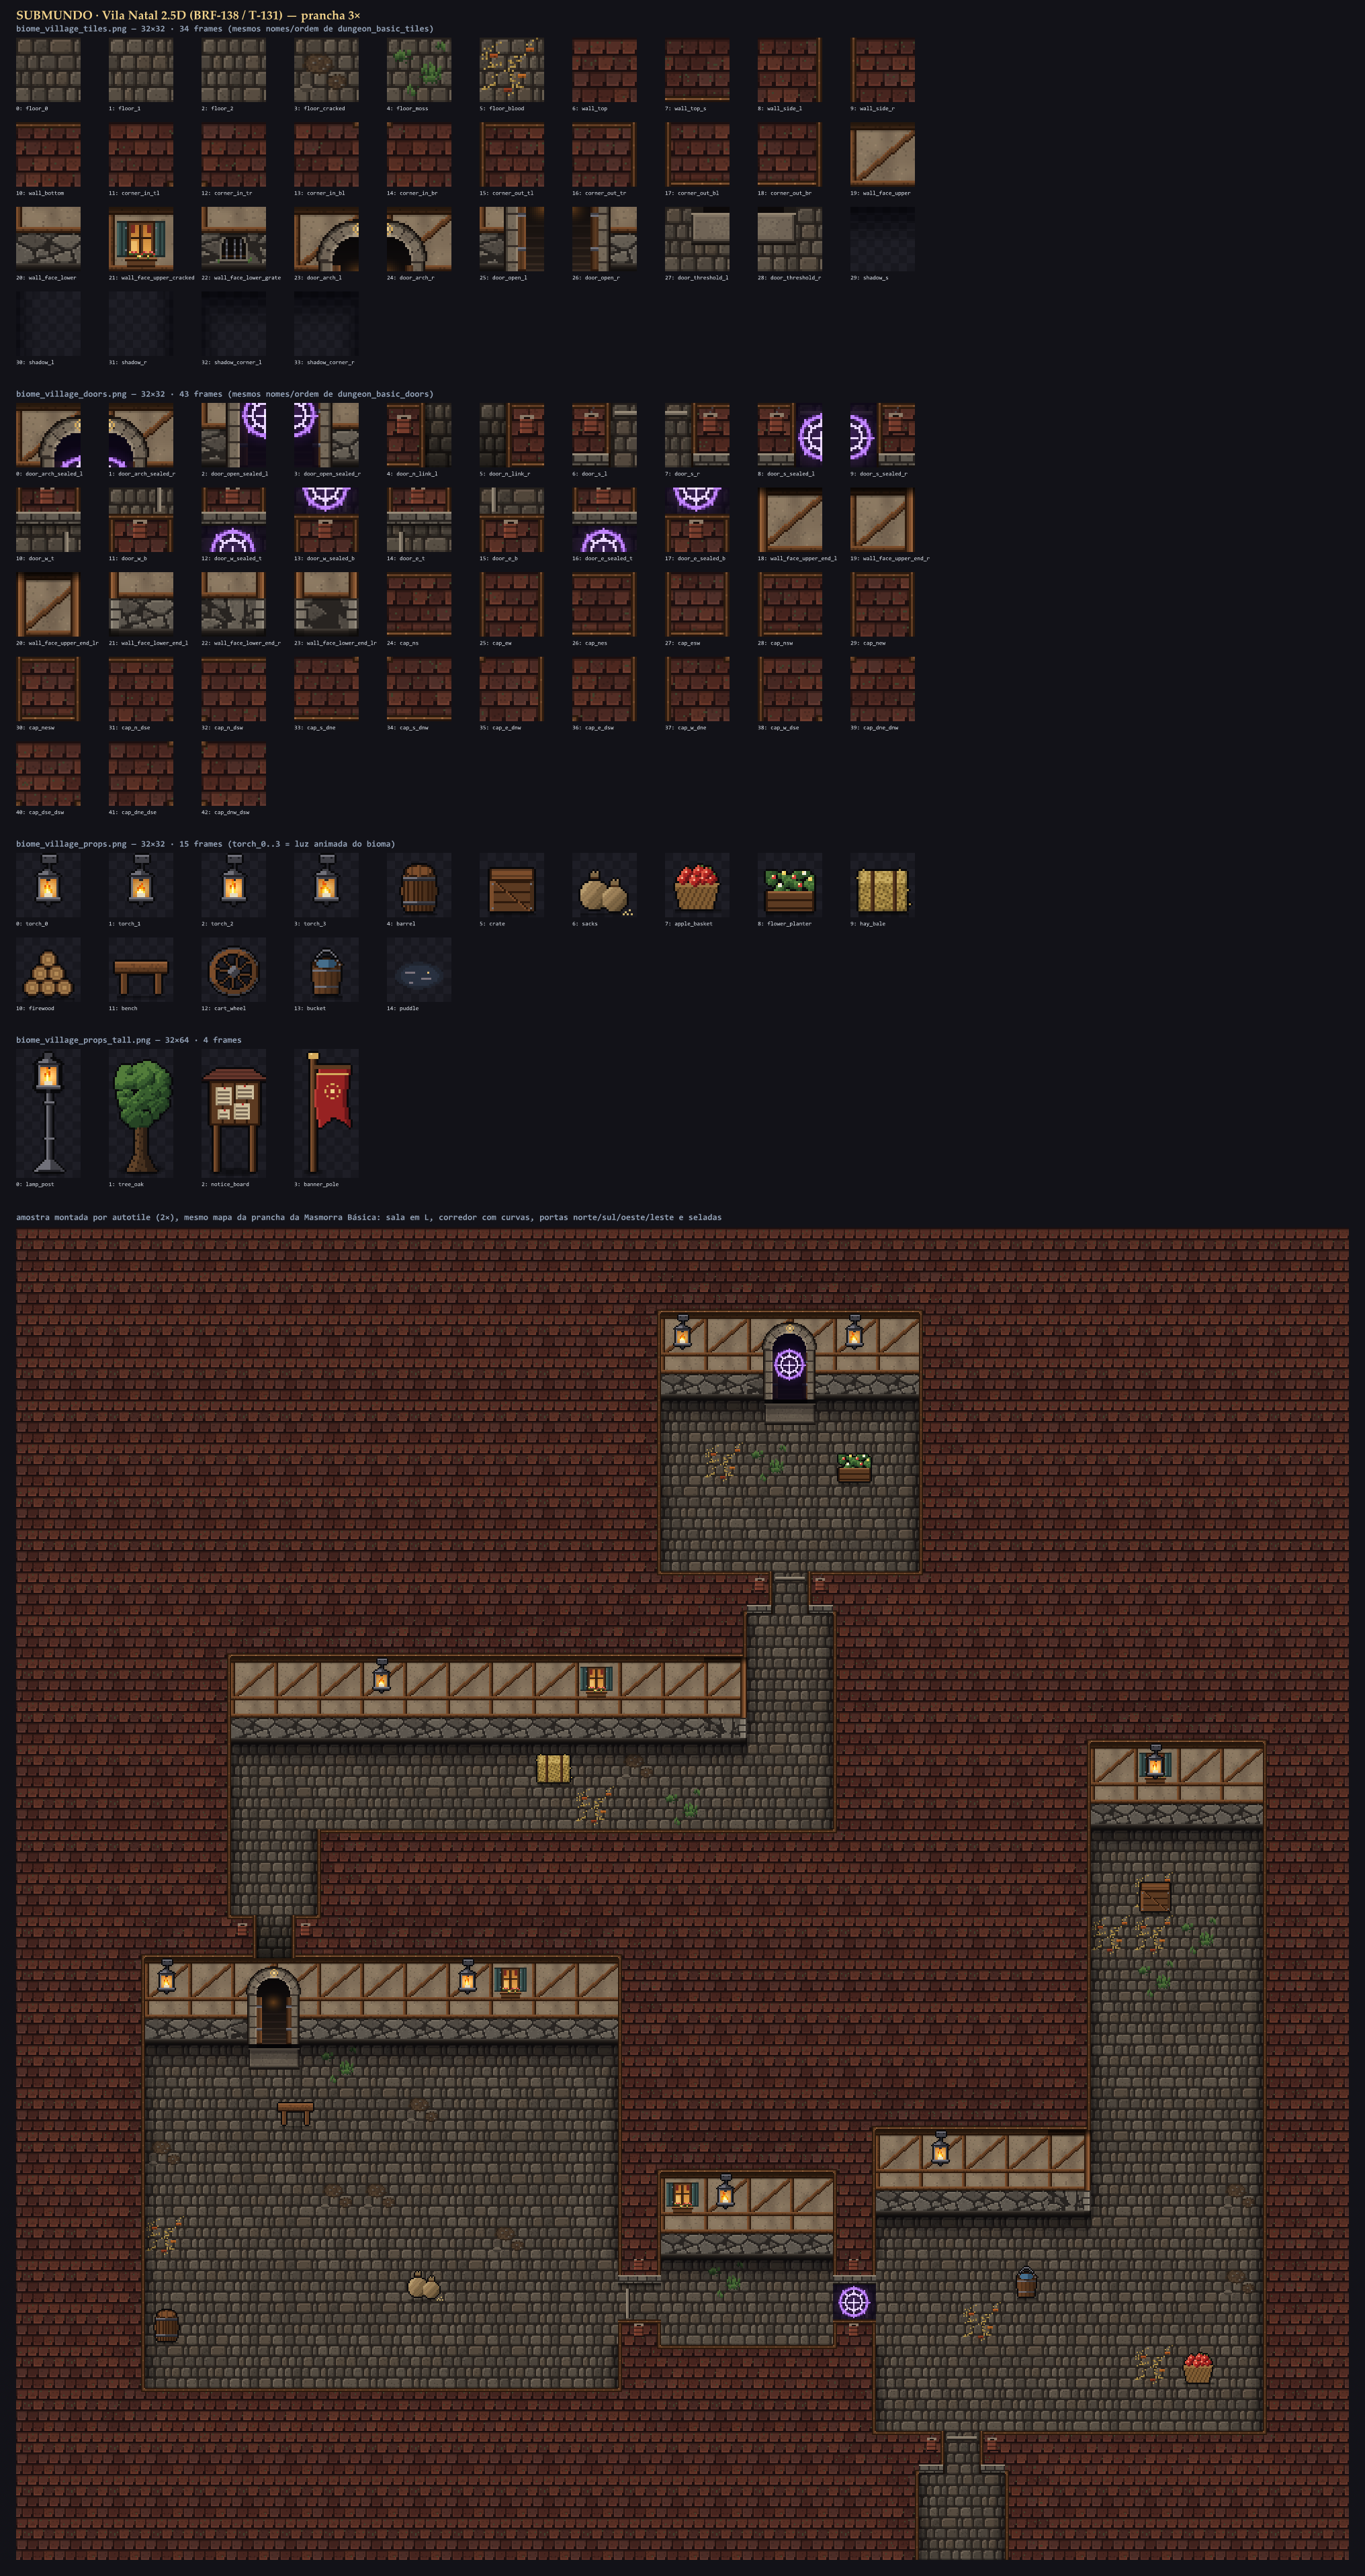 SUBMUNDO · Vila Natal 2.5D (BRF-138 / T-131) — prancha 3×
biome_village_tiles.png — 32×32 · 34 frames (mesmos nomes/ordem de dungeon_basic_tiles)
0: floor_0 1: floor_1 2: floor_2 3: floor_cracked 4: floor_moss 5: floor_blood 6: wall_top 7: wall_top_s 8: wall_side_l 9: wall_side_r
10: wall_bottom 11: corner_in_tl 12: corner_in_tr 13: corner_in_bl 14: corner_in_br 15: corner_out_tl 16: corner_out_tr 17: corner_out_bl 18: corner_out_br 19: wall_face_upper
20: wall_face_lower 21: wall_face_upper_cracked 22: wall_face_lower_grate 23: door_arch_l 24: door_arch_r 25: door_open_l 26: door_open_r 27: door_threshold_l 28: door_threshold_r 29: shadow_s
30: shadow_l 31: shadow_r 32: shadow_corner_l 33: shadow_corner_r
biome_village_doors.png — 32×32 · 43 frames (mesmos nomes/ordem de dungeon_basic_doors)
0: door_arch_sealed_l 1: door_arch_sealed_r 2: door_open_sealed_l 3: door_open_sealed_r 4: door_n_link_l 5: door_n_link_r 6: door_s_l 7: door_s_r 8: door_s_sealed_l 9: door_s_sealed_r
10: door_w_t 11: door_w_b 12: door_w_sealed_t 13: door_w_sealed_b 14: door_e_t 15: door_e_b 16: door_e_sealed_t 17: door_e_sealed_b 18: wall_face_upper_end_l 19: wall_face_upper_end_r
20: wall_face_upper_end_lr 21: wall_face_lower_end_l 22: wall_face_lower_end_r 23: wall_face_lower_end_lr 24: cap_ns 25: cap_ew 26: cap_nes 27: cap_esw 28: cap_nsw 29: cap_new
30: cap_nesw 31: cap_n_dse 32: cap_n_dsw 33: cap_s_dne 34: cap_s_dnw 35: cap_e_dnw 36: cap_e_dsw 37: cap_w_dne 38: cap_w_dse 39: cap_dne_dnw
40: cap_dse_dsw 41: cap_dne_dse 42: cap_dnw_dsw
biome_village_props.png — 32×32 · 15 frames (torch_0..3 = luz animada do bioma)
0: torch_0 1: torch_1 2: torch_2 3: torch_3 4: barrel 5: crate 6: sacks 7: apple_basket 8: flower_planter 9: hay_bale
10: firewood 11: bench 12: cart_wheel 13: bucket 14: puddle
biome_village_props_tall.png — 32×64 · 4 frames
0: lamp_post 1: tree_oak 2: notice_board 3: banner_pole
amostra montada por autotile (2×), mesmo mapa da prancha da Masmorra Básica: sala em L, corredor com curvas, portas norte/sul/oeste/leste e seladas